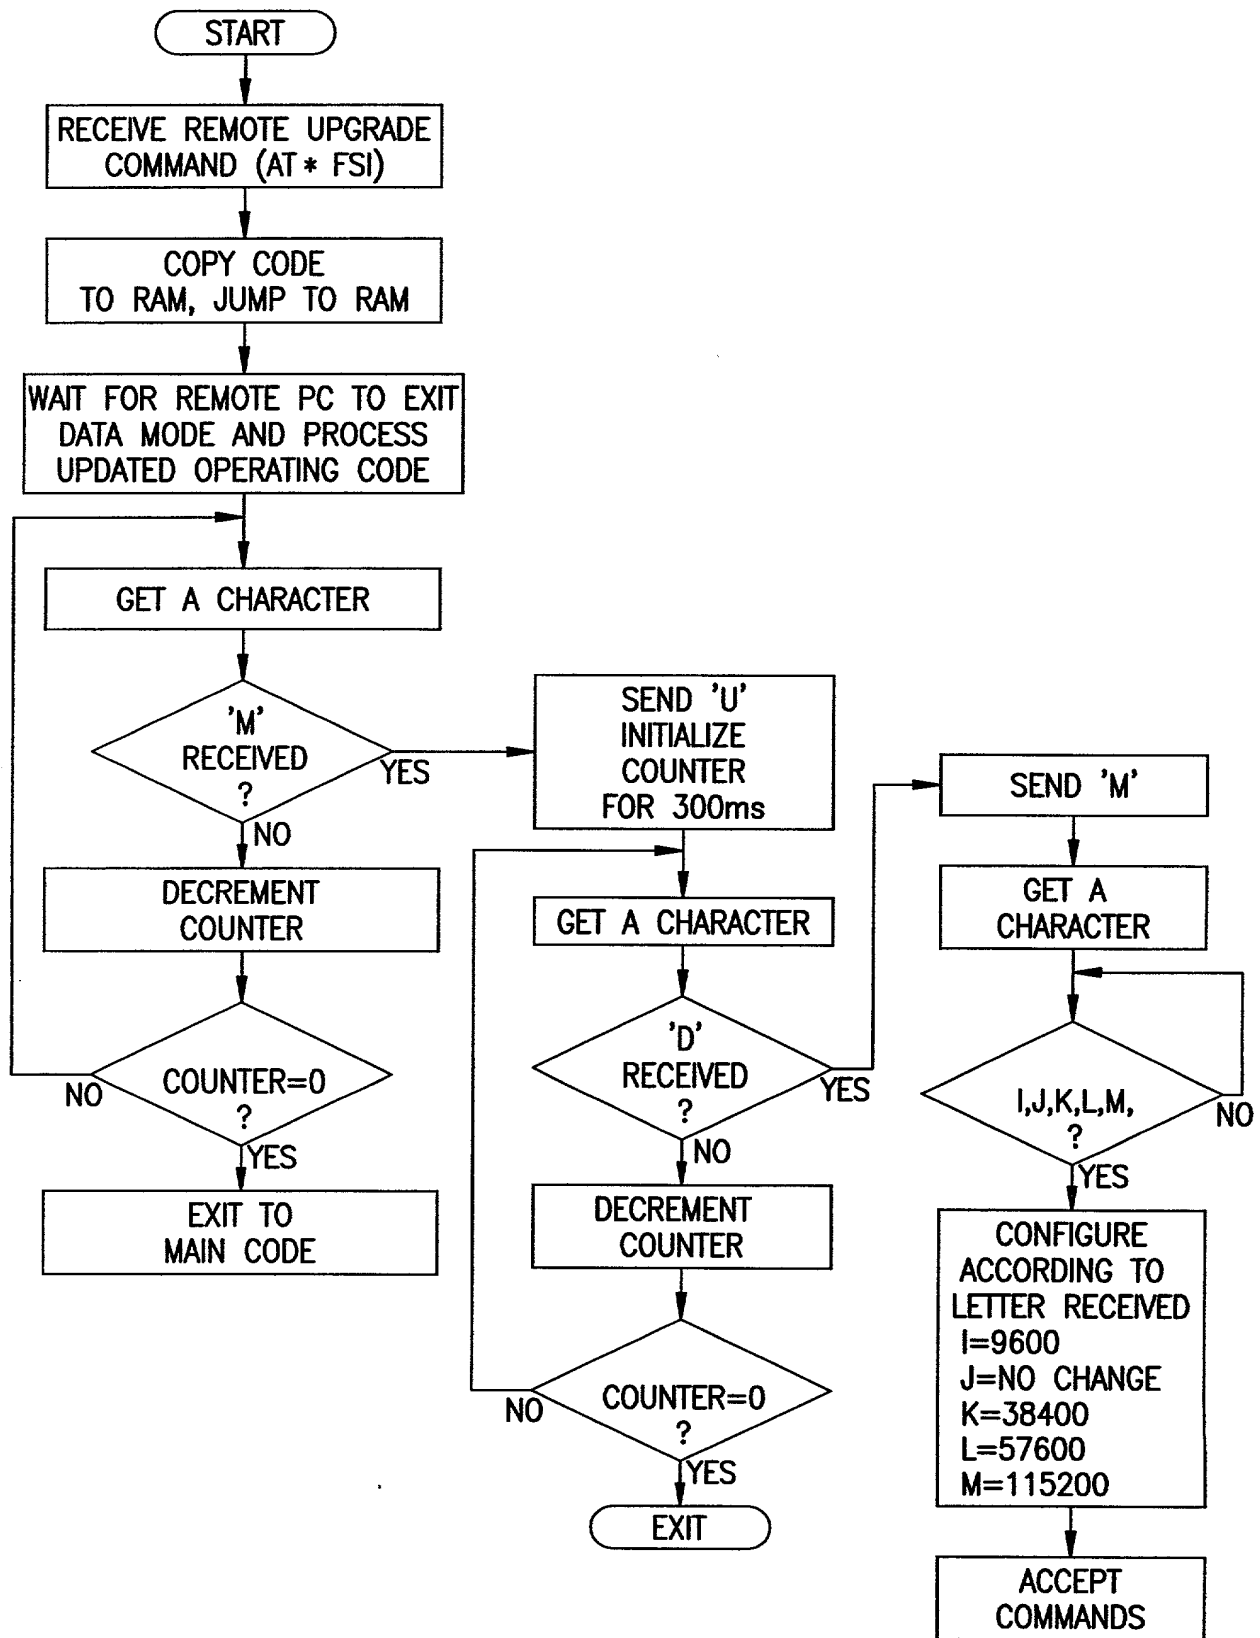 START
RECEIVE REMOTE UPGRADE
COMMAND (AT * FSI)
COPY CODE
TO RAM, JUMP TO RAM
WAIT FOR REMOTE PC TO EXIT
DATA MODE AND PROCESS
UPDATED OPERATING CODE
GET A CHARACTER
'M'
RECEIVED
?
YES
NO
DECREMENT
COUNTER
COUNTER=0
?
NO
YES
EXIT TO
MAIN CODE
SEND 'U'
INITIALIZE
COUNTER
FOR 300ms
GET A CHARACTER
'D'
RECEIVED
?
YES
NO
DECREMENT
COUNTER
COUNTER=0
?
NO
YES
EXIT
SEND 'M'
GET A
CHARACTER
I,J,K,L,M,
?
NO
YES
CONFIGURE
ACCORDING TO
LETTER RECEIVED
I=9600
J=NO CHANGE
K=38400
L=57600
M=115200
ACCEPT
COMMANDS